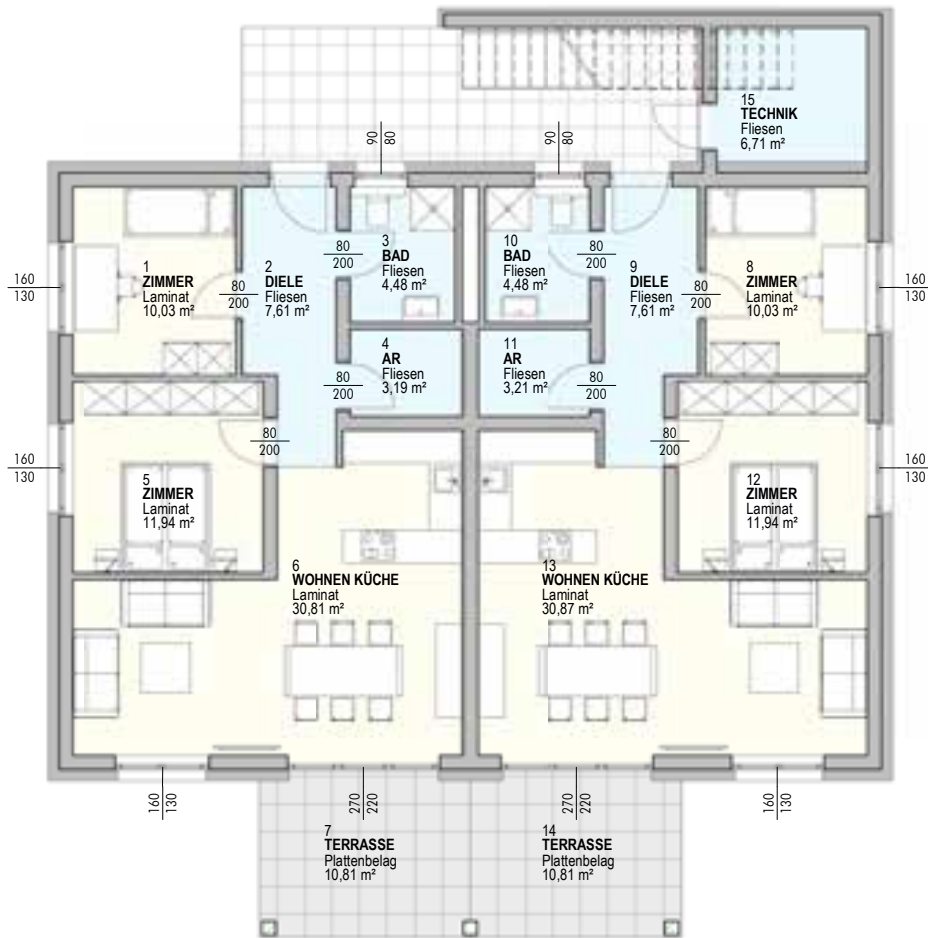 15
TECHNIK
Fliesen
6,71 m²
90
80
90
80
1
ZIMMER
Laminat
10,03 m²
2
DIELE
Fliesen
7,61 m²
3
BAD
Fliesen
4,48 m²
10
BAD
Fliesen
4,48 m²
9
DIELE
Fliesen
7,61 m²
8
ZIMMER
Laminat
10,03 m²
80
200
80
200
80
200
80
200
160
130
160
130
4
AR
Fliesen
3,19 m²
11
AR
Fliesen
3,21 m²
80
200
80
200
80
200
80
200
160
130
160
130
5
ZIMMER
Laminat
11,94 m²
12
ZIMMER
Laminat
11,94 m²
6
WOHNEN KÜCHE
Laminat
30,81 m²
13
WOHNEN KÜCHE
Laminat
30,87 m²
160
130
270
220
270
220
160
130
7
TERRASSE
Plattenbelag
10,81 m²
14
TERRASSE
Plattenbelag
10,81 m²